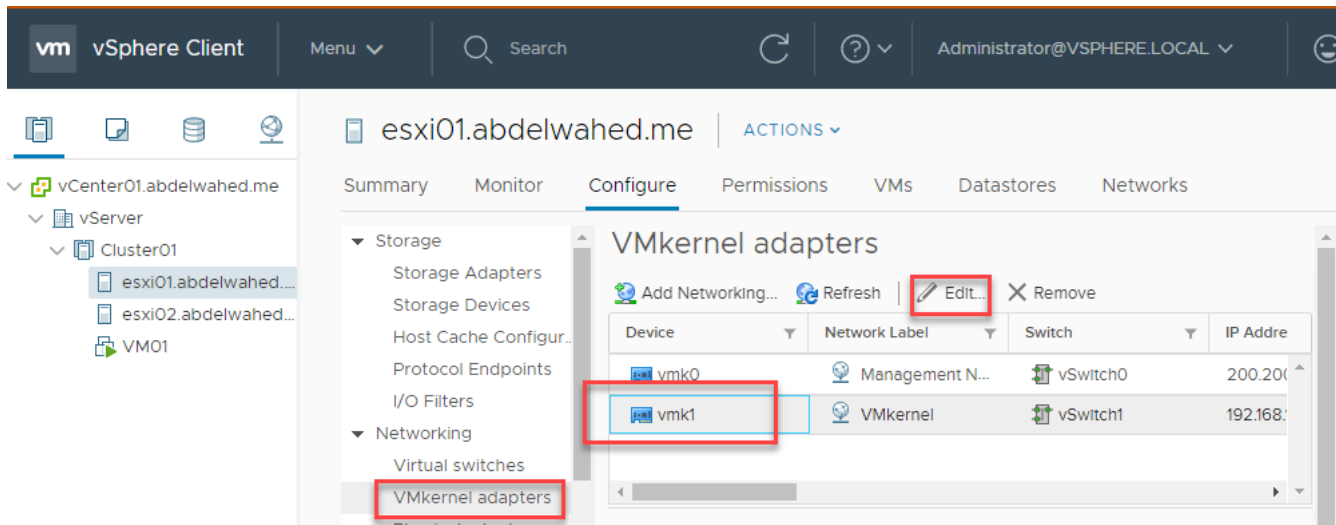 vm vSphere Client Menu Search Administrator@VSPHERE.LOCAL
vCenter01.abdelwahed.me
vServer
Cluster01
esxi01.abdelwahed....
esxi02.abdelwahed...
VM01
esxi01.abdelwahed.me ACTIONS
Summary Monitor Configure Permissions VMs Datastores Networks
Storage
Storage Adapters
Storage Devices
Host Cache Configur..
Protocol Endpoints
I/O Filters
Networking
Virtual switches
VMkernel adapters
VMkernel adapters
Add Networking... Refresh Edit... Remove
Device Network Label Switch IP Addre
vmk0 Management N... vSwitch0 200.200
vmk1 VMkernel vSwitch1 192.168.